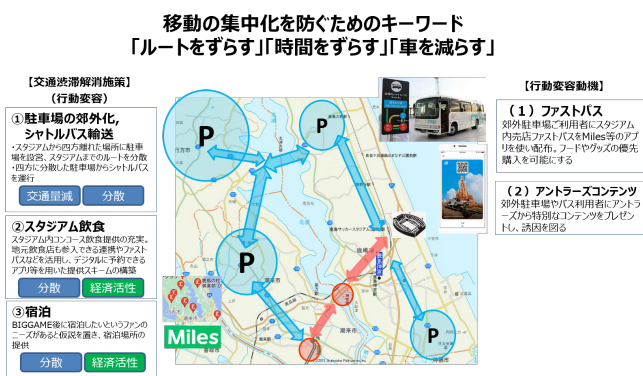 移動の集中化を防ぐためのキーワード
「ルートをずらす」「時間をずらす」「車を減らす」
【交通渋滞解消施策】
(行動変容)
①駐車場の郊外化,
シャトルバス輸送
・スタジアムから四方離れた場所に駐車
場を設営、スタジアムまでのルートを分散
・四方に分散した駐車場からシャトルバス
を運行
交通量減
分散
②スタジアム飲食
スタジアム内コンコース飲食提供の充実。
地元飲食店も参入できる連携やファスト
パスなどを活用し、デジタルに予約できる
アプリ等を用いた提供スキームの構築
分散
経済活性
③宿泊
BIGGAME後に宿泊したいというファンの
ニーズがあると仮説を置き、宿泊場所の
提供
分散
経済活性
P
P
P
P
行方市
潮来市
潮来市
神栖市
Miles
【行動変容動機】
(1)ファストパス
郊外駐車場ご利用者にスタジアム
内売店ファストパスをMiles等のアプ
リを使い配布。フードやグッズの優先
購入を可能にする
(2)アントラーズコンテンツ
郊外駐車場やバス利用者にアントラ
ーズから特別なコンテンツをプレゼン
トし、誘因を図る